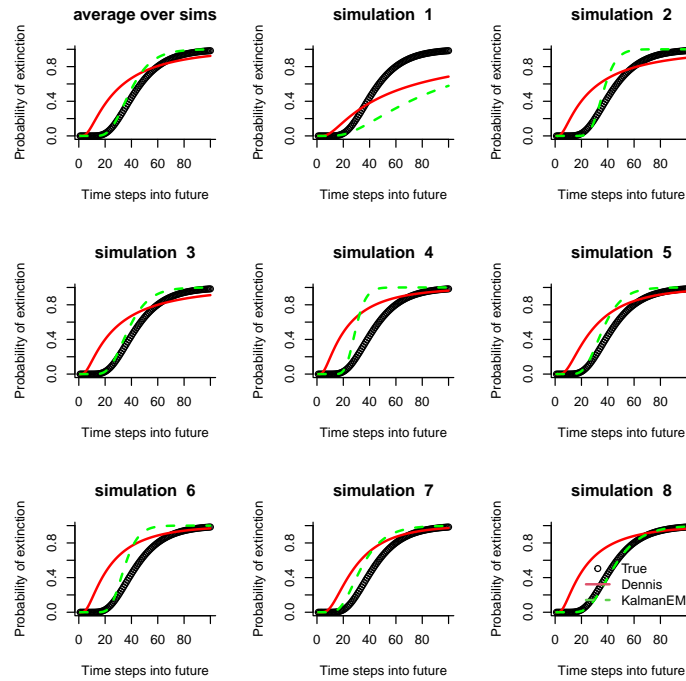 average over sims
Probability of extinction
0.0 0.4 0.8
0 20 40 60 80
Time steps into future
simulation 1
Probability of extinction
0.0 0.4 0.8
0 20 40 60 80
Time steps into future
simulation 2
Probability of extinction
0.0 0.4 0.8
0 20 40 60 80
Time steps into future
simulation 3
Probability of extinction
0.0 0.4 0.8
0 20 40 60 80
Time steps into future
simulation 4
Probability of extinction
0.0 0.4 0.8
0 20 40 60 80
Time steps into future
simulation 5
Probability of extinction
0.0 0.4 0.8
0 20 40 60 80
Time steps into future
simulation 6
Probability of extinction
0.0 0.4 0.8
0 20 40 60 80
Time steps into future
simulation 7
Probability of extinction
0.0 0.4 0.8
0 20 40 60 80
Time steps into future
simulation 8
Probability of extinction
0.0 0.4 0.8
True
Dennis
KalmanEM
0 20 40 60 80
Time steps into future